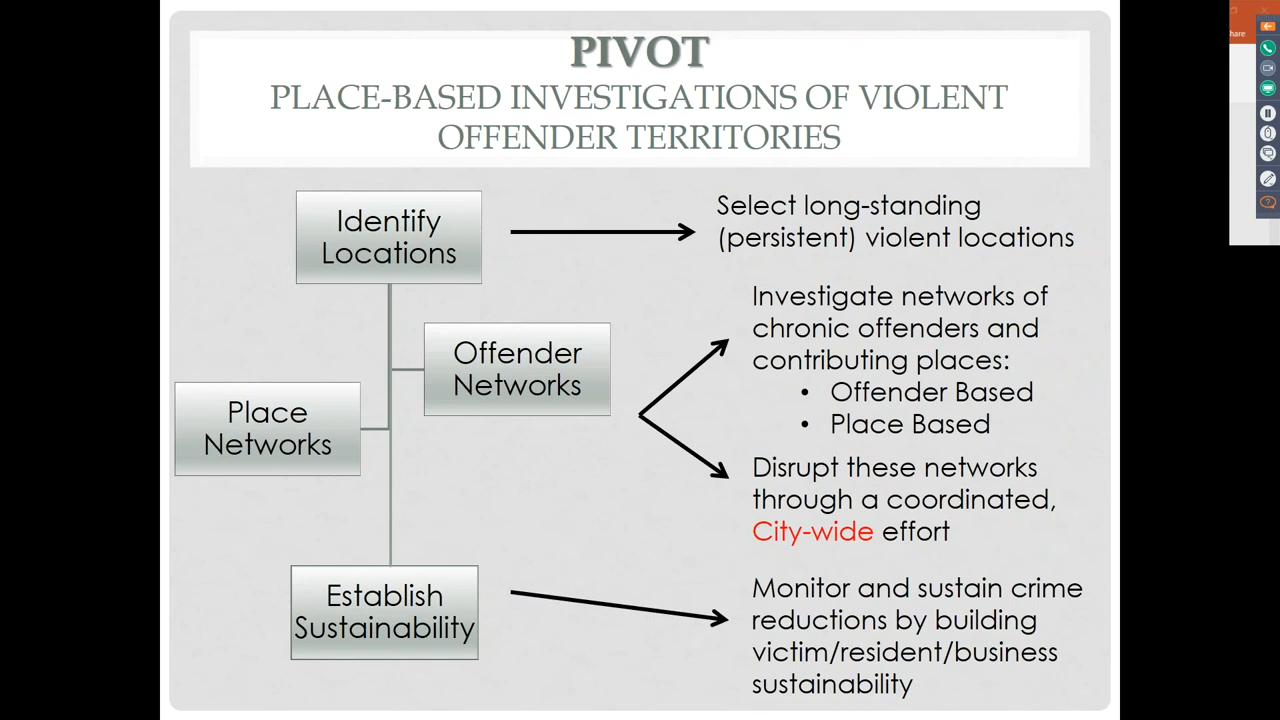 PIVOT
PLACE-BASED INVESTIGATIONS OF VIOLENT
OFFENDER TERRITORIES
Identify
Locations
Select long-standing
(persistent) violent locations
Offender
Networks
Investigate networks of
chronic offenders and
contributing places:
• Offender Based
• Place Based
Place
Networks
Disrupt these networks
through a coordinated,
City-wide effort
Establish
Sustainability
Monitor and sustain crime
reductions by building
victim/resident/business
sustainability
hare